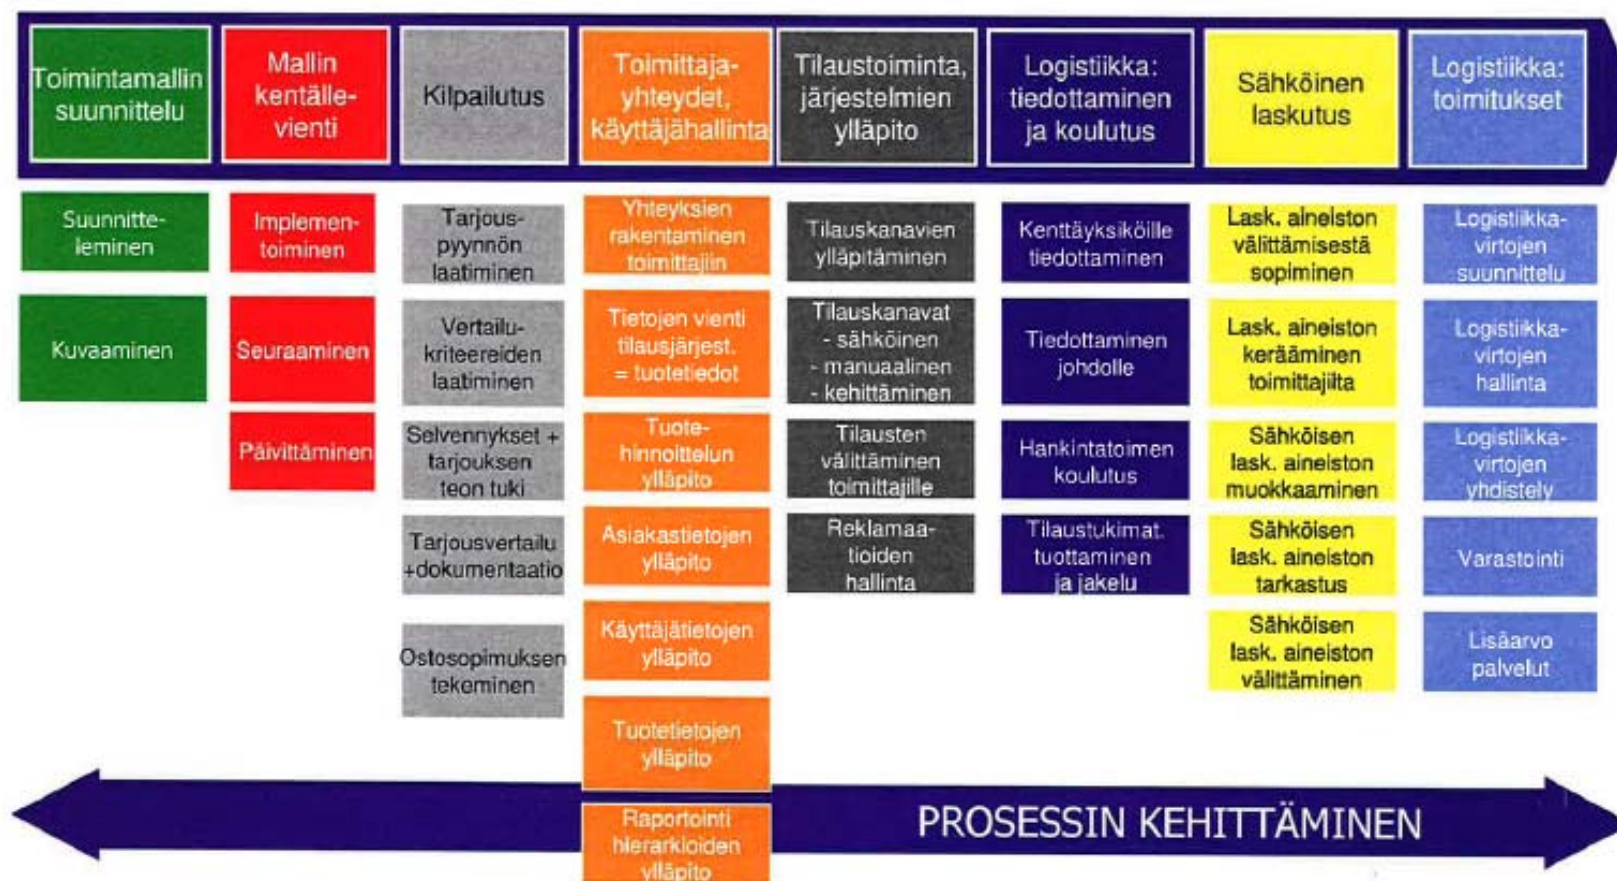 Toimintamallin
suunnittelu
Mallin
kentälle-
vienti
Kilpailutus
Toimittaja-
yhteydet,
käyttäjähallinta
Tilaustoiminta,
järjestelmien
ylläpito
Logistiikka:
tiedottaminen
ja koulutus
Sähköinen
laskutus
Logistiikka:
toimitukset
Suunnitte-
leminen
Kuvaaminen
Implemen-
toiminen
Seuraaminen
Päivittäminen
Tarjous-
pyynnön
laatiminen
Vertailu-
kriteereiden
laatiminen
Selvennykset +
tarjouksen
teon tuki
Tarjousvertailu
+dokumentaatio
Ostosopimuksen
tekeminen
Yhteyksien
rakentaminen
toimittajiin
Tietojen vienti
tilausjärjest.
= tuotetiedot
Tuote-
hinnoittelun
ylläpito
Asiakastietojen
ylläpito
Käyttäjätietojen
ylläpito
Tuotetietojen
ylläpito
Raportointi
hierarkioiden
ylläpito
Tilauskanavien
ylläpitäminen
Tilauskanavat
- sähköinen
- manuaalinen
- kehittäminen
Tilausten
välittäminen
toimittajille
Reklamaa-
tioiden
hallinta
Kenttäyksiköille
tiedottaminen
Tiedottaminen
johdolle
Hankintatoimen
koulutus
Tilaustukimat.
tuottaminen
ja jakelu
Lask. aineiston
välittämisestä
sopiminen
Lask. aineiston
kerääminen
toimittajilta
Sähköisen
lask. aineiston
muokkaaminen
Sähköisen
lask. aineiston
tarkastus
Sähköisen
lask. aineiston
välittäminen
Logistiikka-
virtojen
suunnittelu
Logistiikka-
virtojen
hallinta
Logistiikka-
virtojen
yhdistely
Varastointi
Lisäarvo
palvelut
PROSESSIN KEHITTÄMINEN